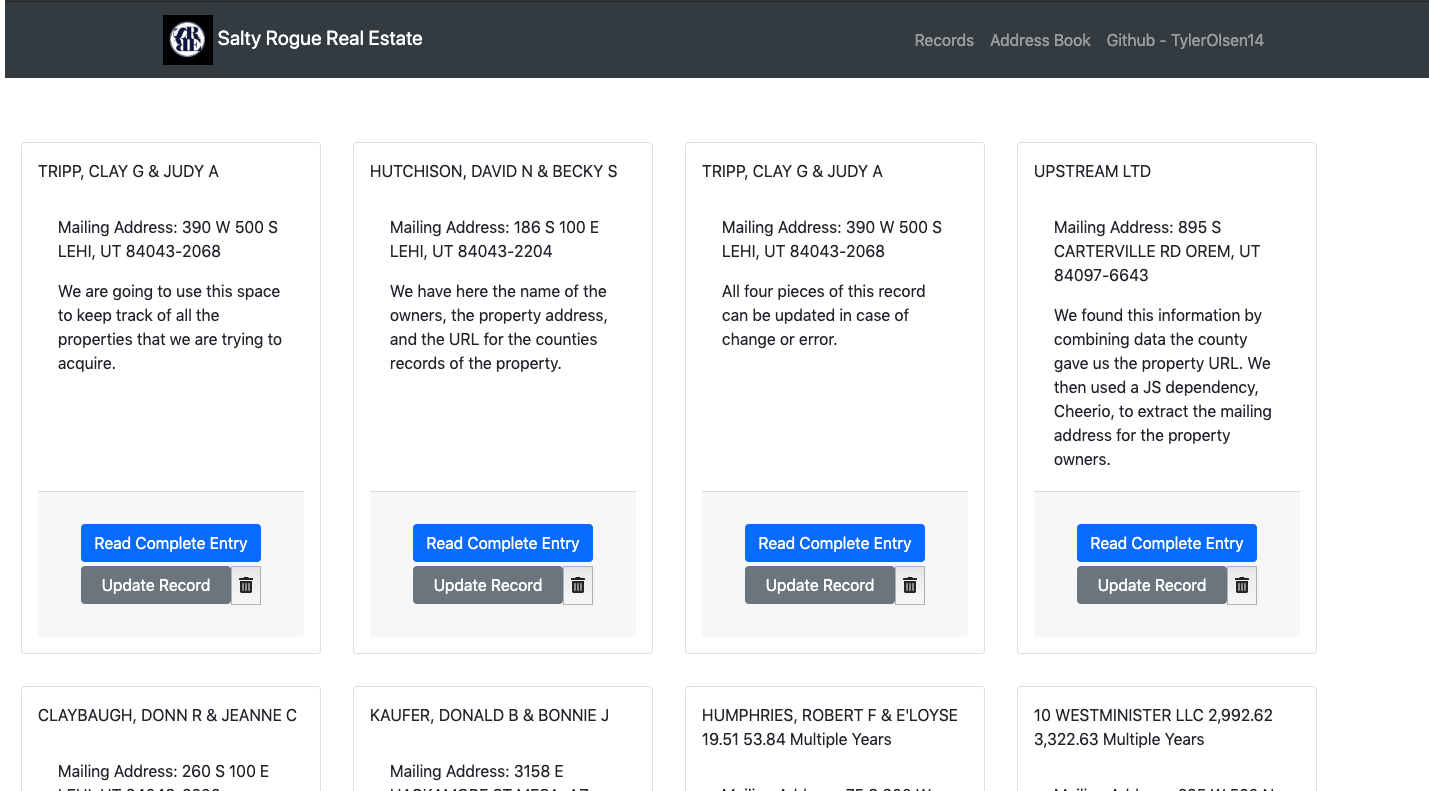 Salty Rogue Real Estate
Records Address Book Github - TylerOlsen14
TRIPP, CLAY G & JUDY A
Mailing Address: 390 W 500 S
LEHI, UT 84043-2068
We are going to use this space
to keep track of all the
properties that we are trying to
acquire.
Read Complete Entry
Update Record
HUTCHISON, DAVID N & BECKY S
Mailing Address: 186 S 100 E
LEHI, UT 84043-2204
We have here the name of the
owners, the property address,
and the URL for the counties
records of the property.
Read Complete Entry
Update Record
TRIPP, CLAY G & JUDY A
Mailing Address: 390 W 500 S
LEHI, UT 84043-2068
All four pieces of this record
can be updated in case of
change or error.
Read Complete Entry
Update Record
UPSTREAM LTD
Mailing Address: 895 S
CARTERVILLE RD OREM, UT
84097-6643
We found this information by
combining data the county
gave us the property URL. We
then used a JS dependency,
Cheerio, to extract the mailing
address for the property
owners.
Read Complete Entry
Update Record
CLAYBAUGH, DONN R & JEANNE C
Mailing Address: 260 S 100 E
KAUFER, DONALD B & BONNIE J
Mailing Address: 3158 E
HUMPHRIES, ROBERT F & E'LOYSE
19.51 53.84 Multiple Years
10 WESTMINISTER LLC 2,992.62
3,322.63 Multiple Years